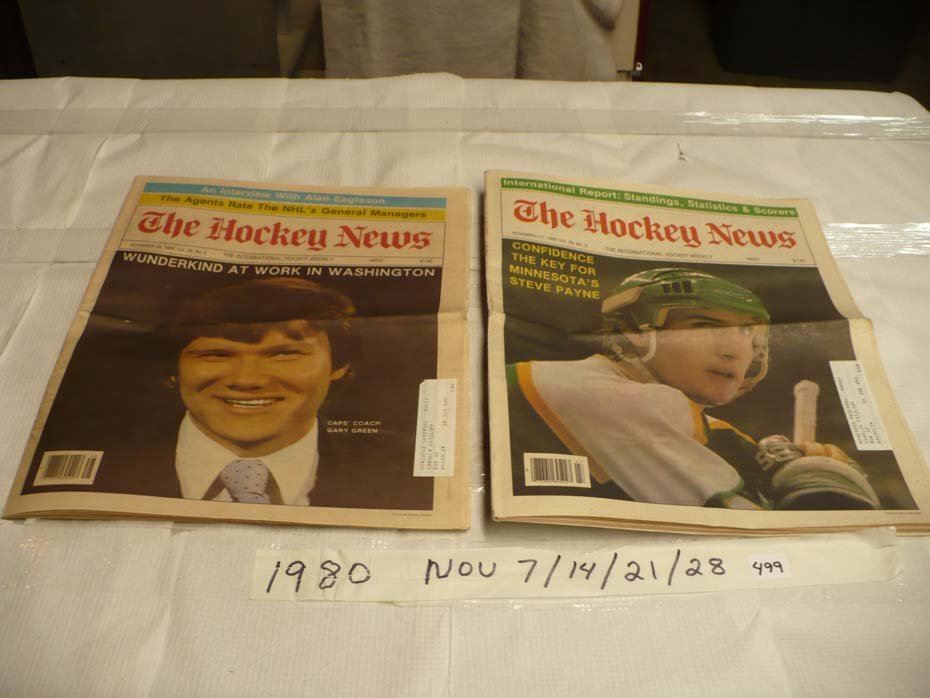 An Interview With Alan Eagleson
The Agents Rate The NHL's General Managers
The Hockey News
THE INTERNATIONAL HOCKEY WEEKLY
WUNDERKIND AT WORK IN WASHINGTON
CAPS' COACH
GARY GREEN
International Report: Standings, Statistics & Scorers
The Hockey News
THE INTERNATIONAL HOCKEY WEEKLY
CONFIDENCE
THE KEY FOR
MINNESOTA'S
STEVE PAYNE
1980 NOV 7/14/21/28 499